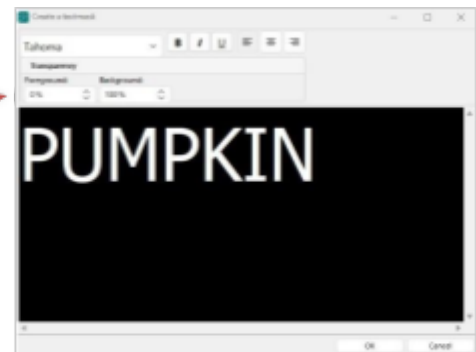 Create a textmask
Tahoma
B I U
Transparency
Foreground: Background:
0% 100%
PUMPKIN
OK Cancel